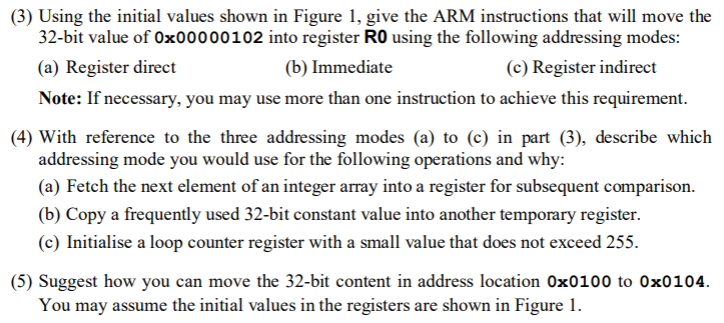 (3) Using the initial values shown in Figure 1, give the ARM instructions that will move the
32-bit value of 0x00000102 into register R0 using the following addressing modes:
(a) Register direct (b) Immediate (c) Register indirect
Note: If necessary, you may use more than one instruction to achieve this requirement.
(4) With reference to the three addressing modes (a) to (c) in part (3), describe which
addressing mode you would use for the following operations and why:
(a) Fetch the next element of an integer array into a register for subsequent comparison.
(b) Copy a frequently used 32-bit constant value into another temporary register.
(c) Initialise a loop counter register with a small value that does not exceed 255.
(5) Suggest how you can move the 32-bit content in address location 0x0100 to 0x0104.
You may assume the initial values in the registers are shown in Figure 1.